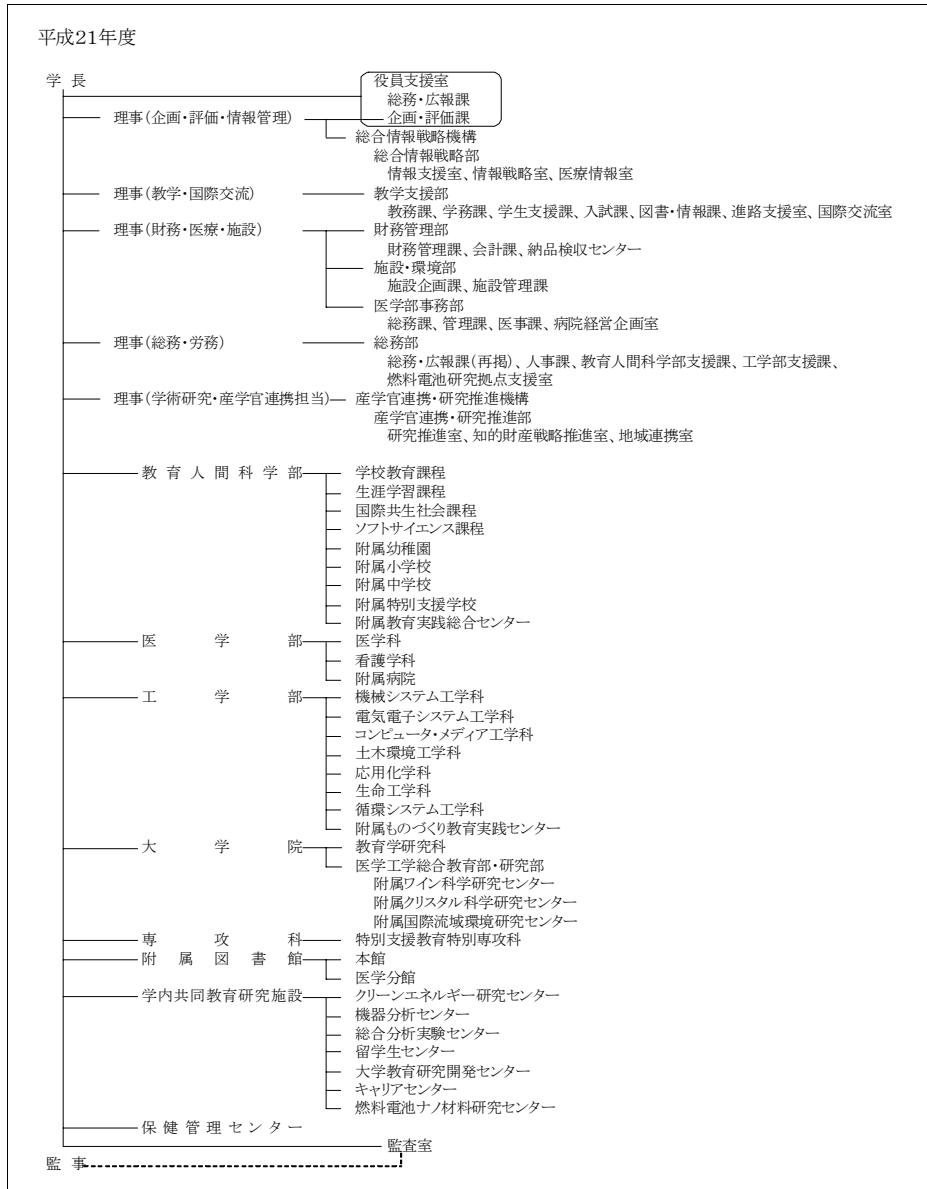 平成21年度
学 長
役員支援室
総務・広報課
理事(企画・評価・情報管理) 企画・評価課
総合情報戦略機構
総合情報戦略部
情報支援室、情報戦略室、医療情報室
理事(教学・国際交流) 教学支援部
教務課、学務課、学生支援課、入試課、図書・情報課、進路支援室、国際交流室
理事(財務・医療・施設) 財務管理部
財務管理課、会計課、納品検収センター
施設・環境部
施設企画課、施設管理課
医学部事務部
総務課、管理課、医事課、病院経営企画室
理事(総務・労務) 総務部
総務・広報課(再掲)、人事課、教育人間科学部支援課、工学部支援課、
燃料電池研究拠点支援室
理事(学術研究・産学官連携担当) 産学官連携・研究推進機構
産学官連携・研究推進部
研究推進室、知的財産戦略推進室、地域連携室
教 育 人 間 科 学 部 学校教育課程
生涯学習課程
国際共生社会課程
ソフトサイエンス課程
附属幼稚園
附属小学校
附属中学校
附属特別支援学校
附属教育実践総合センター
医 学 部 医学科
看護学科
附属病院
工 学 部 機械システム工学科
電気電子システム工学科
コンピュータ・メディア工学科
土木環境工学科
応用化学科
生命工学科
循環システム工学科
附属ものづくり教育実践センター
大 学 院 教育学研究科
医学工学総合教育部・研究部
附属ワイン科学研究センター
附属クリスタル科学研究センター
附属国際流域環境研究センター
専 攻 科 特別支援教育特別専攻科
附 属 図 書 館 本館
医学分館
学内共同教育研究施設 クリーンエネルギー研究センター
機器分析センター
総合分析実験センター
留学生センター
大学教育研究開発センター
キャリアセンター
燃料電池ナノ材料研究センター
保 健 管 理 セ ン タ ー
監査室
監 事